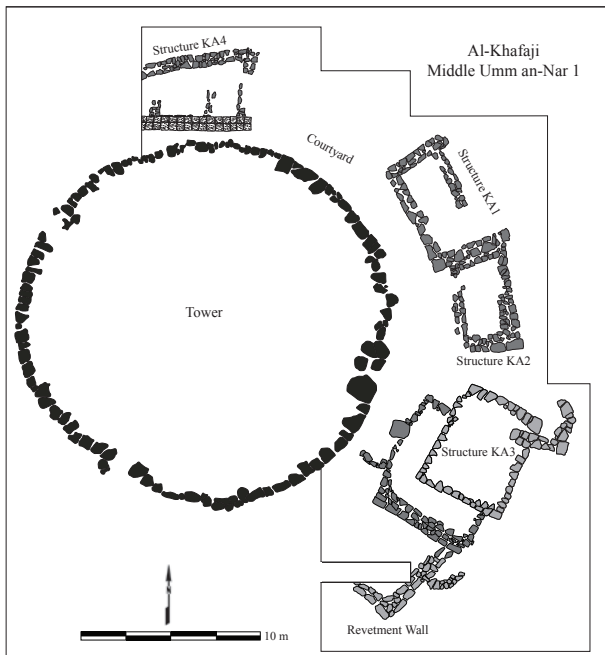 Al-Khafaji
Middle Umm an-Nar 1
Structure KA4
Courtyard
Structure KA1
Tower
Structure KA2
Structure KA3
N
10 m
Revetment Wall